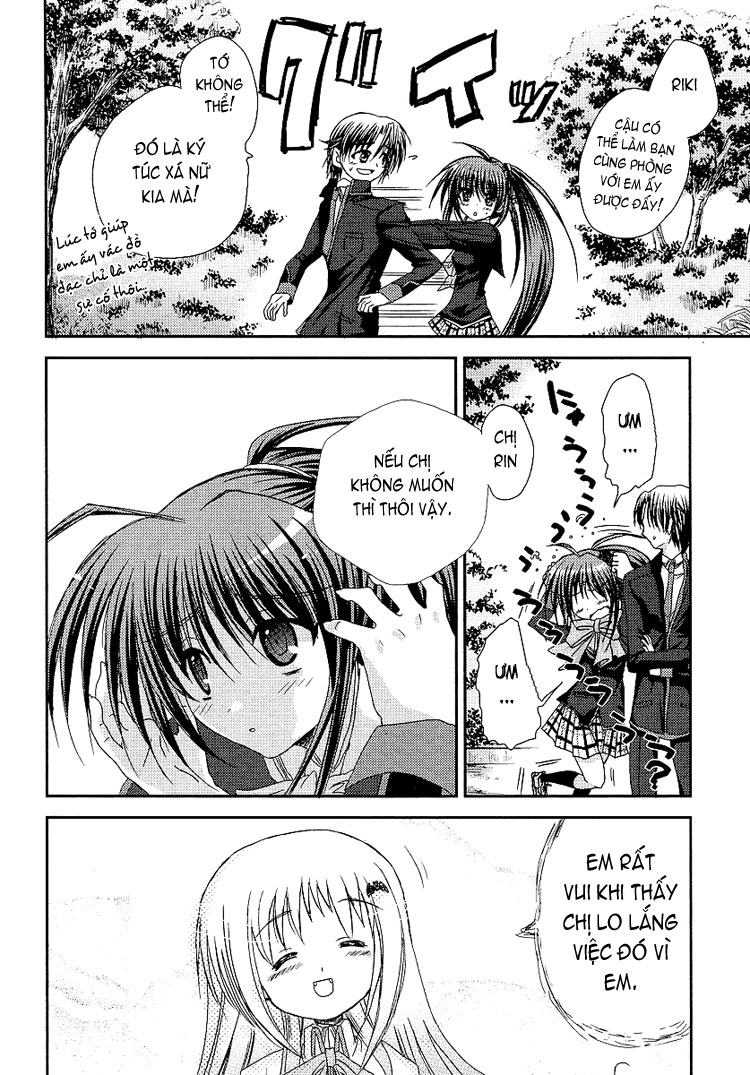 RIKI
CẬU CÓ
THỂ LÀM BẠN
CÙNG PHÒNG
VỚI EM ẤY
ĐƯỢC ĐẤY!
グイッ
TỚ
KHÔNG
THỂ!
ĐÓ LÀ KÝ
TÚC XÁ NỮ
KIA MÀ!
Lúc tớ giúp
em ấy vác đồ
đạc chỉ là một
sự cố thôi..
ƯM
...
CHỊ
RIN
ƯM
...
NẾU CHỊ
KHÔNG MUỐN
THÌ THÔI VẬY.
EM RẤT
VUI KHI THẤY
CHỊ LO LẮNG
VIỆC ĐÓ VÌ
EM.